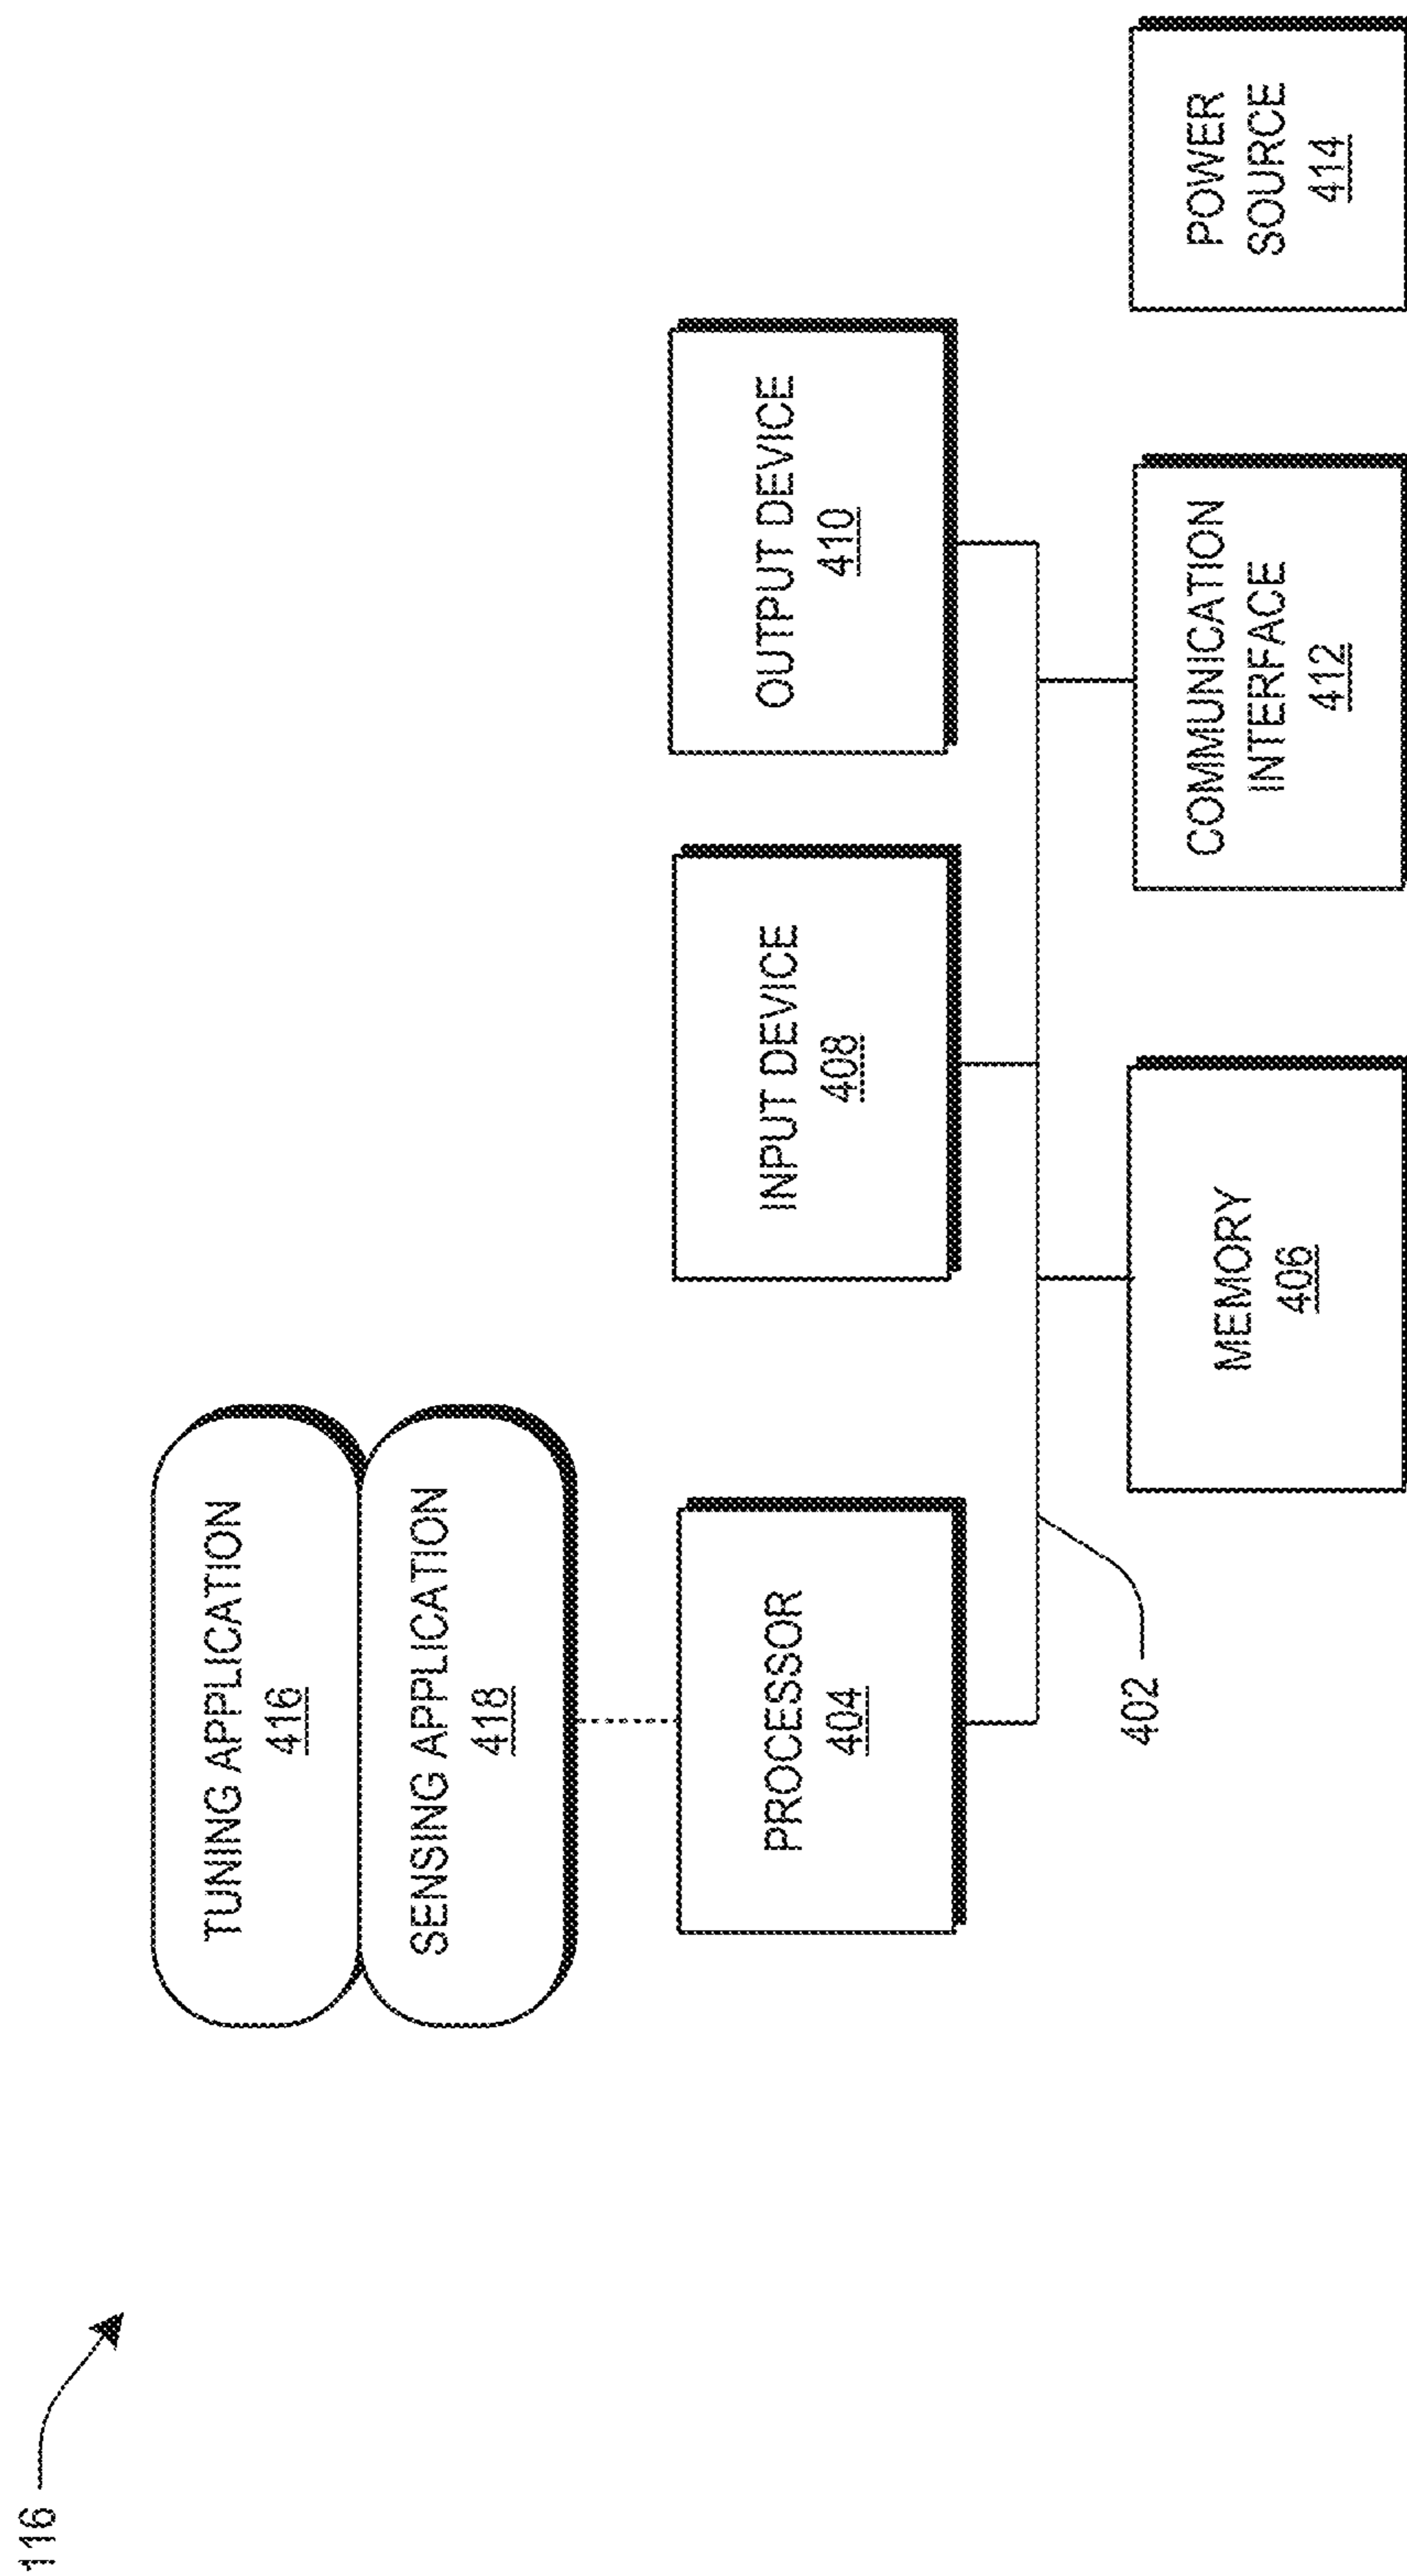 116
TUNING APPLICATION
416
SENSING APPLICATION
418
PROCESSOR
404
INPUT DEVICE
408
OUTPUT DEVICE
410
402
MEMORY
406
COMMUNICATION
INTERFACE
412
POWER
SOURCE
414